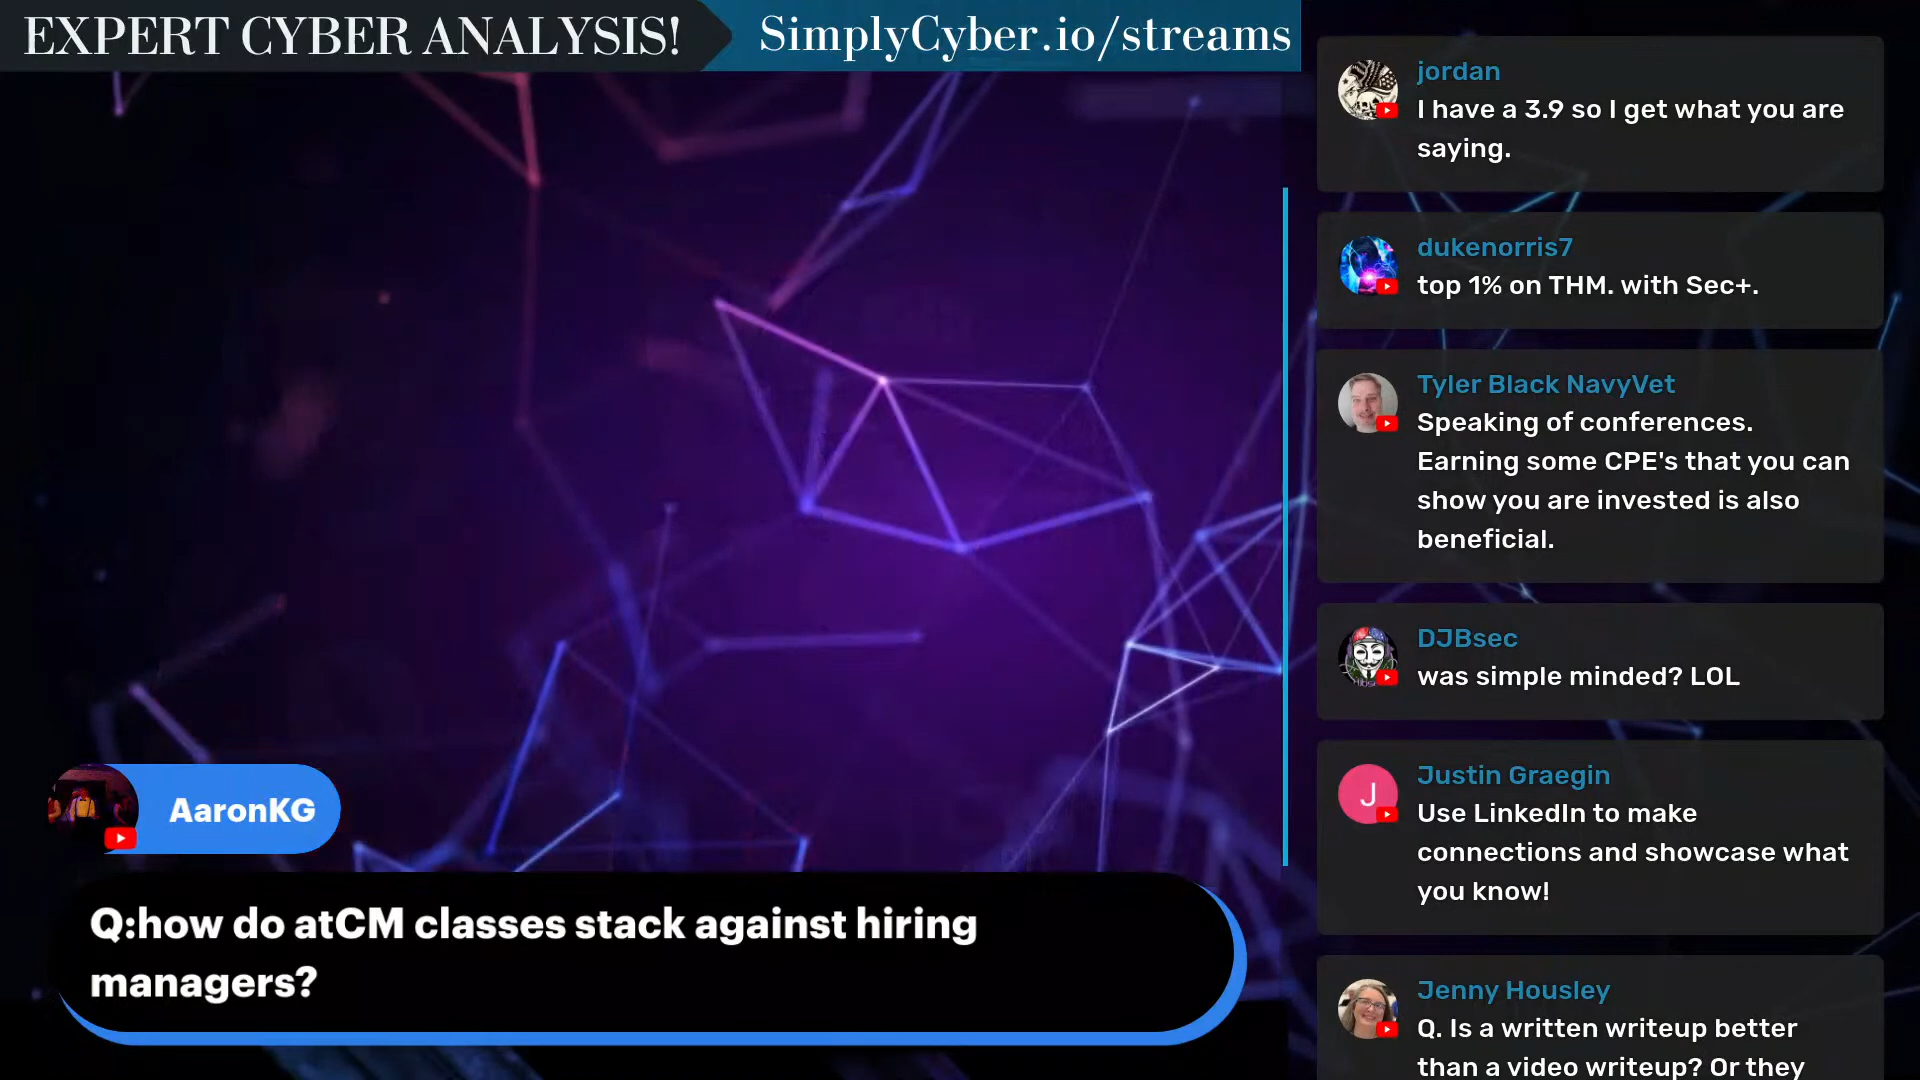 EXPERT CYBER ANALYSIS!
SimplyCyber.io/streams
jordan
I have a 3.9 so I get what you are
saying.
dukenorris7
top 1% on THM. with Sec+.
Tyler Black NavyVet
Speaking of conferences.
Earning some CPE's that you can
show you are invested is also
beneficial.
DJBsec
was simple minded? LOL
J
Justin Graegin
Use LinkedIn to make
connections and showcase what
you know!
Jenny Housley
Q. Is a written writeup better
than a video writeup? Or they
AaronKG
Q:how do atCM classes stack against hiring
managers?